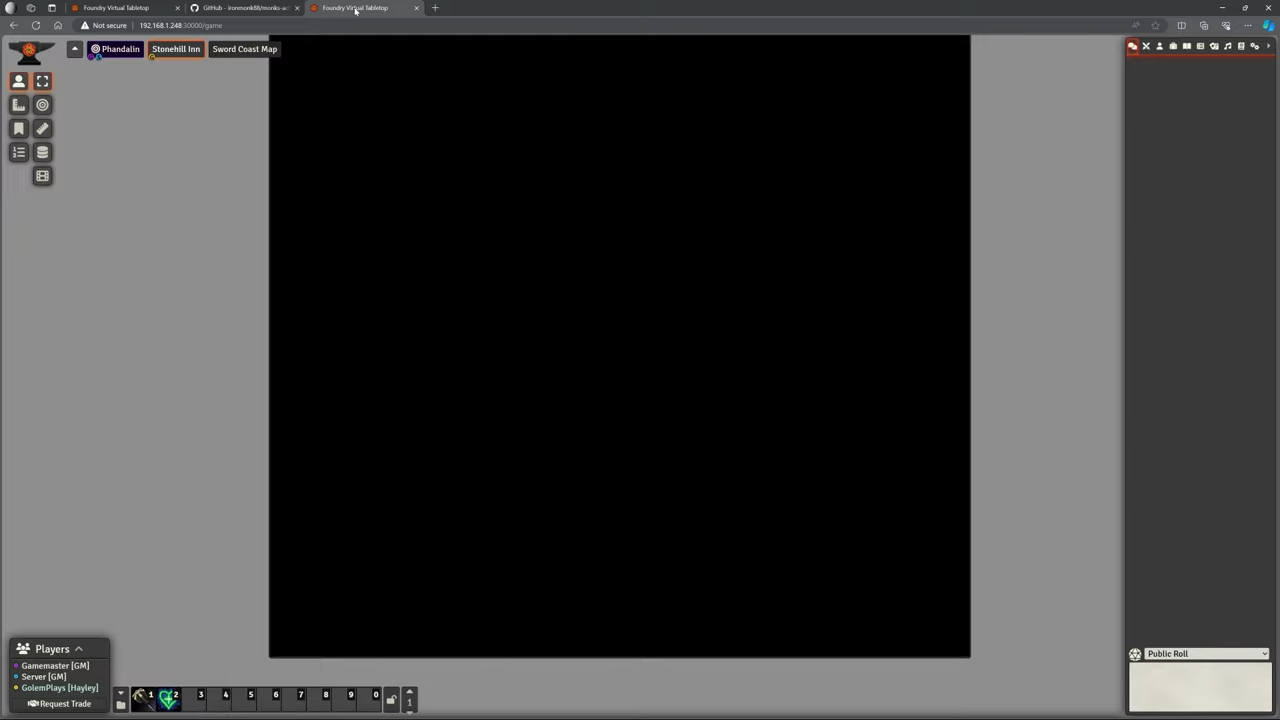 Foundry Virtual Tabletop
GitHub - ironmonk88/monks-ac
Foundry Virtual Tabletop
Not secure
192.168.1.248:30000/game
Phandalin
Stonehill Inn
G
Sword Coast Map
Players
Gamemaster [GM]
Server [GM]
GolemPlays [Hayley]
Request Trade
1 2 3 4 5 6 7 8 9 0
1
Public Roll